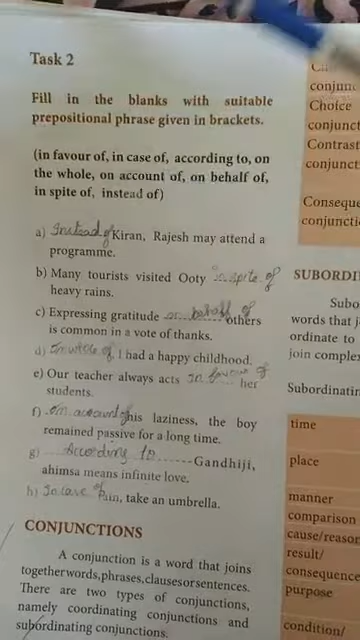 Task 2
Fill in the blanks with suitable
prepositional phrase given in brackets.
(in favour of, in case of, according to, on
the whole, on account of, on behalf of,
in spite of, instead of)
a) Instead of Kiran, Rajesh may attend a
programme.
b) Many tourists visited Ooty in spite of
heavy rains.
c) Expressing gratitude on behalf of others
is common in a vote of thanks.
d) On whole of I had a happy childhood.
e) Our teacher always acts in favour of her
students.
f) On account of his laziness, the boy
remained passive for a long time.
g) According to Gandhiji,
ahimsa means infinite love.
h) In case of rain, take an umbrella.
CONJUNCTIONS
A conjunction is a word that joins
together words, phrases, clauses or sentences.
There are two types of conjunctions,
namely coordinating conjunctions and
subordinating conjunctions.
Choice
conjunct
Contrast
conjunct
Conseque
conjuncti
SUBORDI
Subo
words that j
ordinate to
join comple
Subordinatin
time
place
manner
comparison
cause/reason
result/
consequence
purpose
condition/